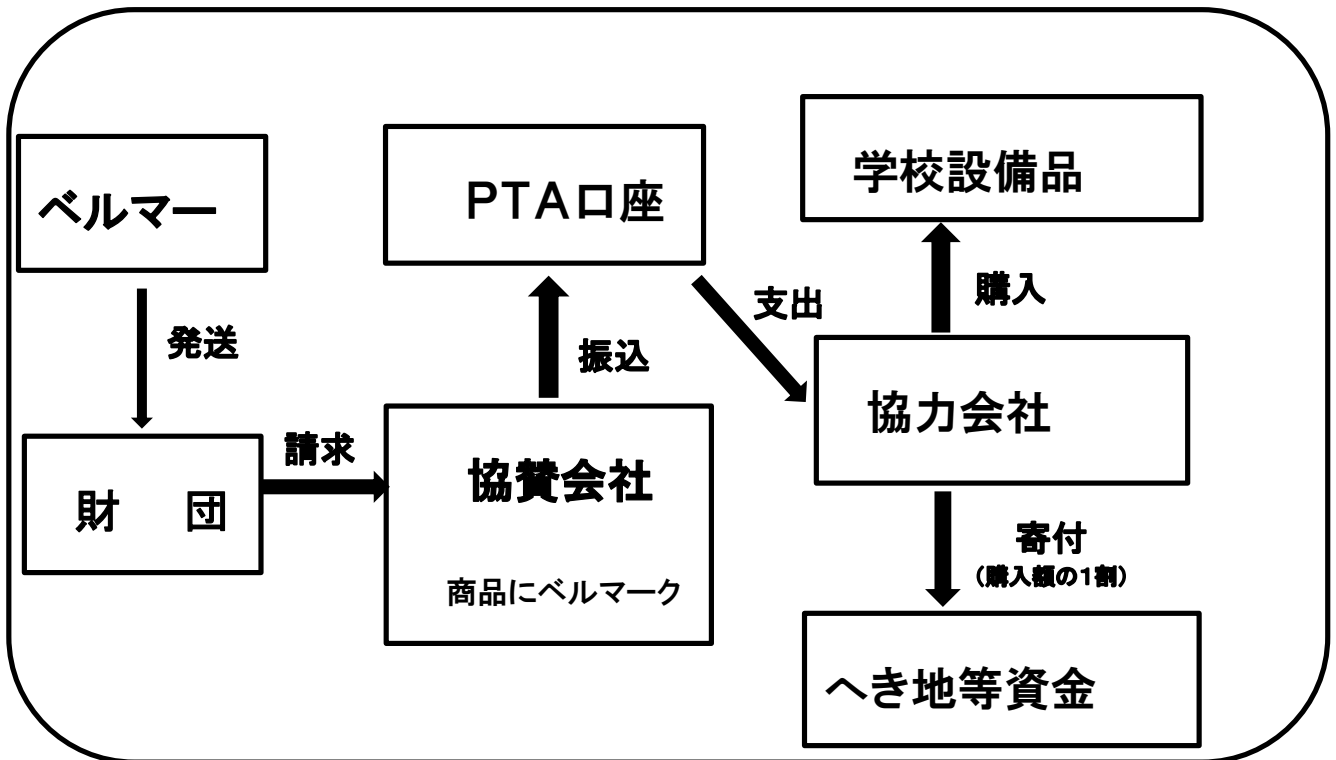 ベルマー
発送
財　団
請求
協賛会社
商品にベルマーク
振込
PTA口座
支出
協力会社
購入
学校設備品
寄付
（購入額の１割）
へき地等資金